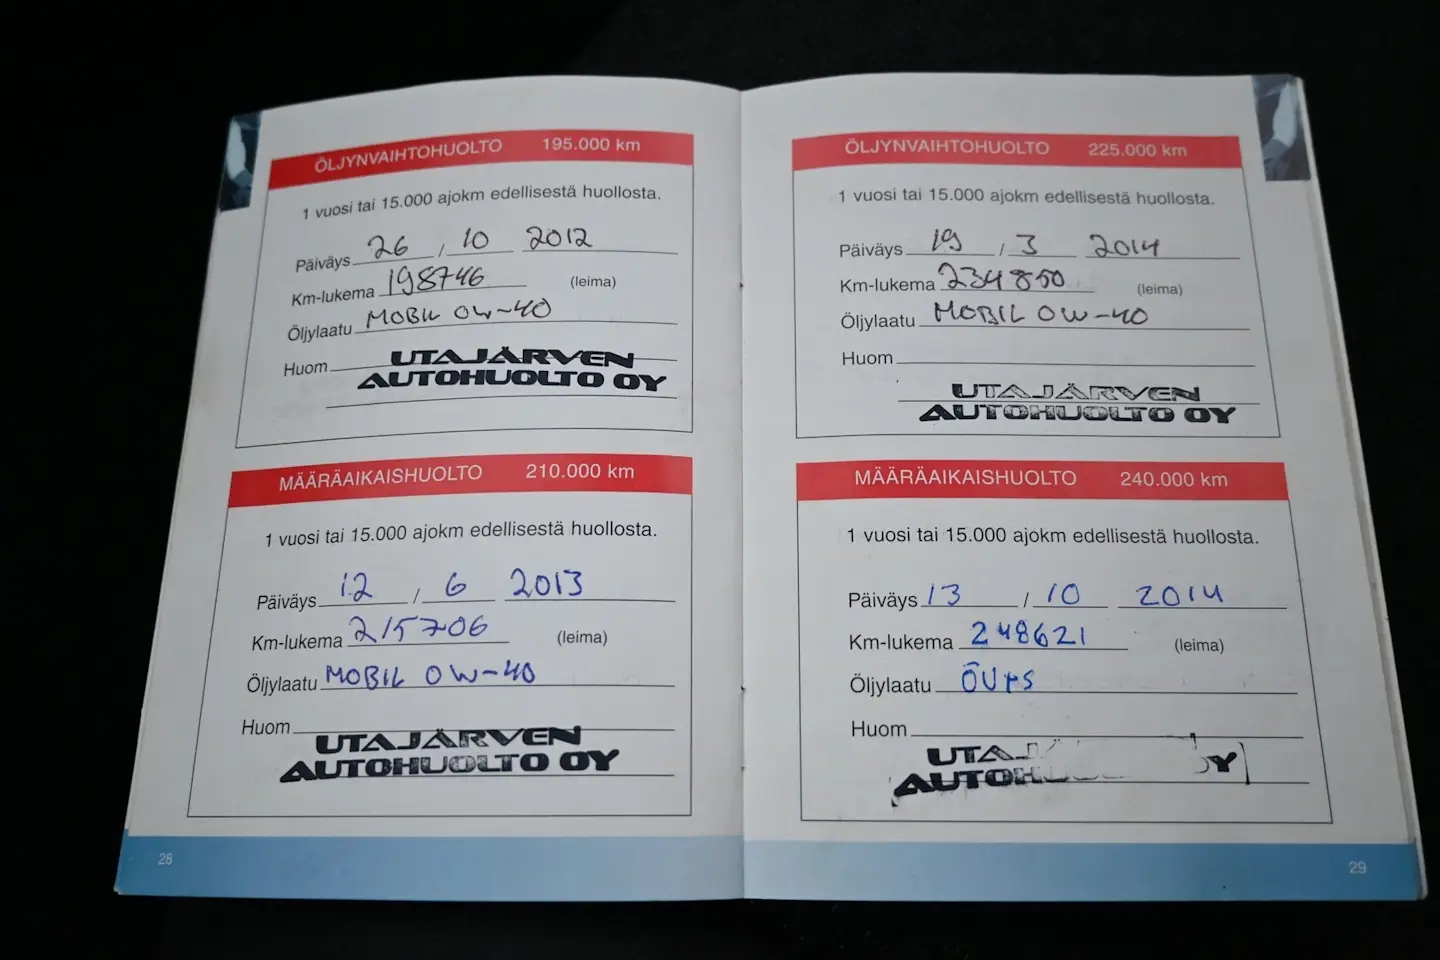 ÖLJYNVAIHTOHUOLTO 195.000 km
1 vuosi tai 15.000 ajokm edellisestä huollosta.
Päiväys 26 / 10 2012
Km-lukema 198746 (leima)
Öljylaatu MOBIL 0W-40
Huom
UTAJÄRVEN
AUTOHUOLTO OY
MÄÄRÄAIKAISHUOLTO 210.000 km
1 vuosi tai 15.000 ajokm edellisestä huollosta.
Päiväys 12 / 6 2013
Km-lukema 215706 (leima)
Öljylaatu MOBIL 0W-40
Huom
UTAJÄRVEN
AUTOHUOLTO OY
28
ÖLJYNVAIHTOHUOLTO 225.000 km
1 vuosi tai 15.000 ajokm edellisestä huollosta.
Päiväys 19 / 3 2014
Km-lukema 234850 (leima)
Öljylaatu MOBIL 0W-40
Huom
UTAJÄRVEN
AUTOHUOLTO OY
MÄÄRÄAIKAISHUOLTO 240.000 km
1 vuosi tai 15.000 ajokm edellisestä huollosta.
Päiväys 13 / 10 2014
Km-lukema 248621 (leima)
Öljylaatu
Huom
29